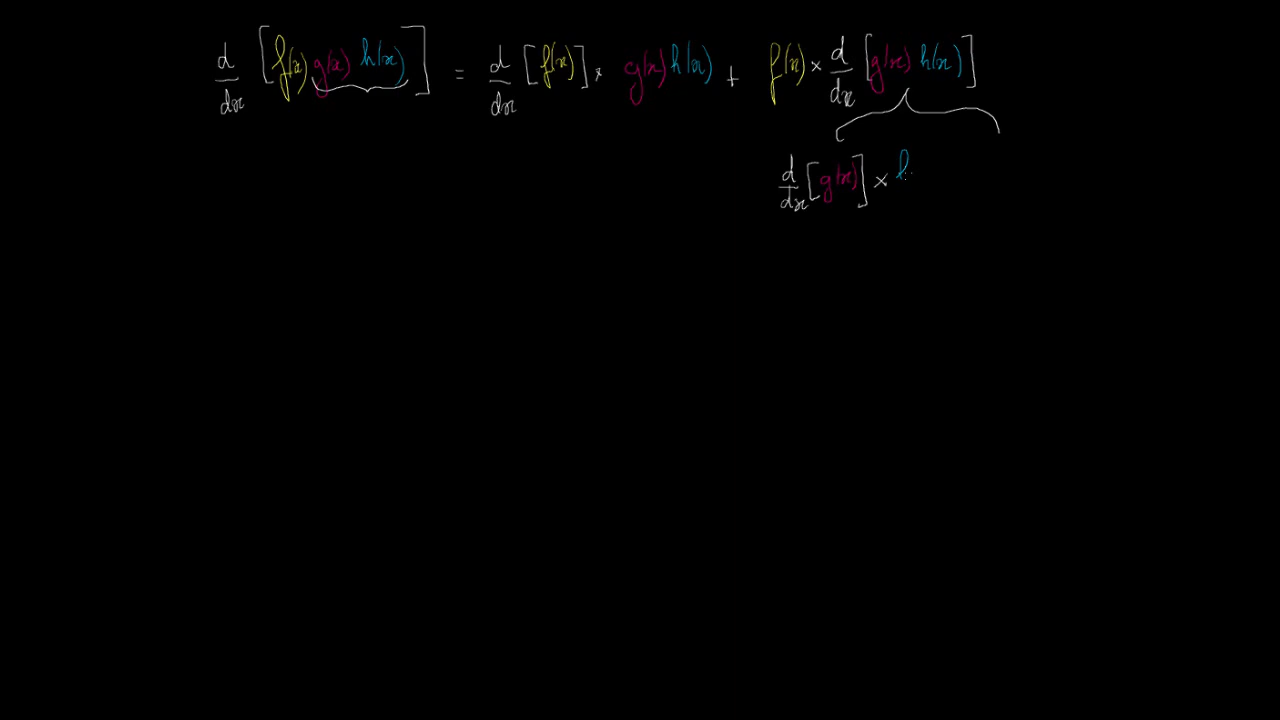 d/dx [f(x) g(x) h(x)] = d/dx [f(x)] × g(x) h(x) + f(x) × d/dx [g(x) h(x)]
d/dx [g(x)] × h